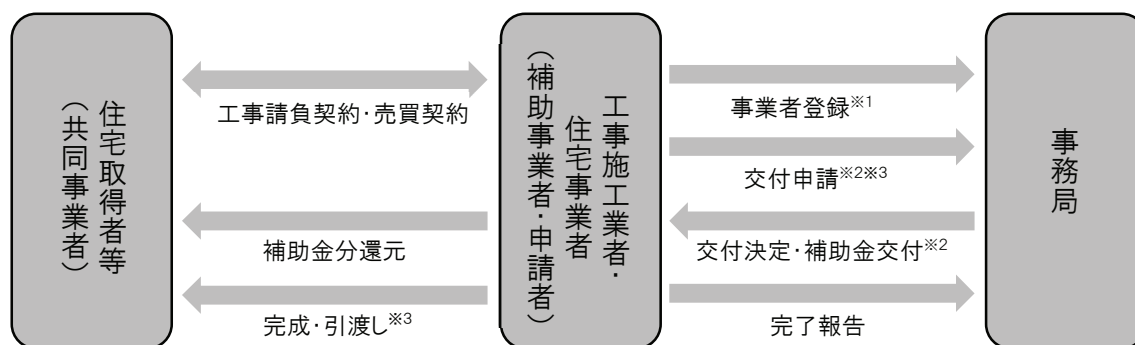 住宅取得者等
（共同事業者）
工事請負契約・売買契約
補助金分還元
完成・引渡し※3
工事施工業者・
住宅事業者
（補助事業者・申請者）
事業者登録※1
交付申請※2※3
交付決定・補助金交付※2
完了報告
事務局